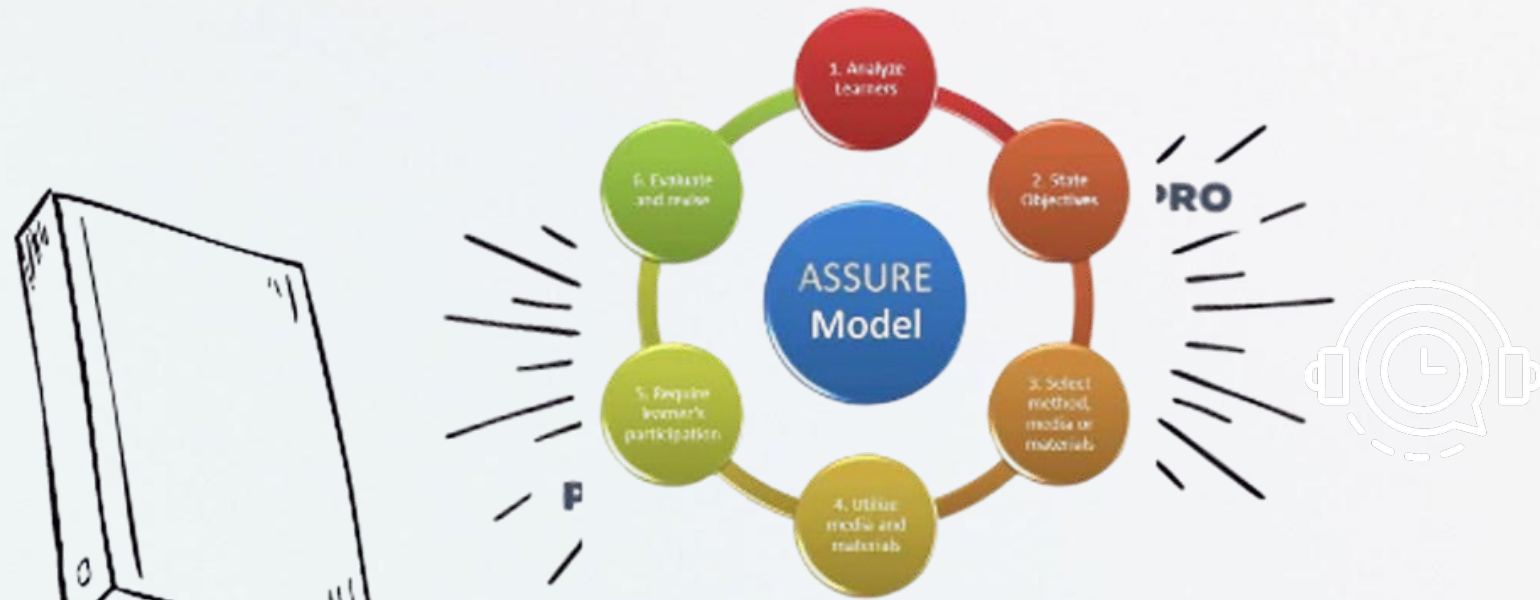 1. Analyze
Learners
2. State
Objectives
3. Select
method,
media or
materials
4. Utilize
media and
materials
5. Require
learner's
participation
6. Evaluate
and revise
ASSURE
Model
PRO
P